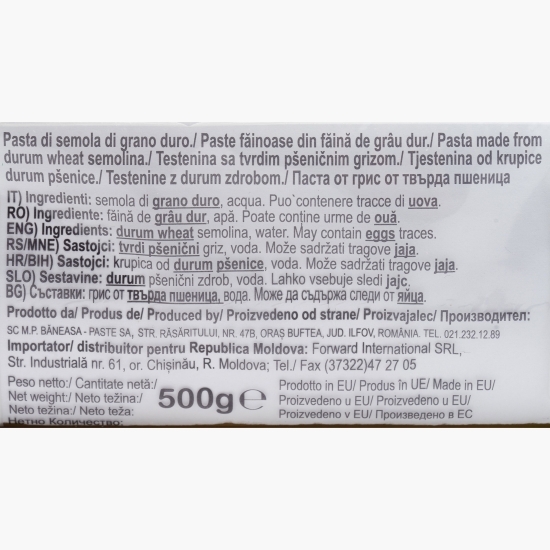 Pasta di semola di grano duro./ Paste făinoase din făină de grâu dur./ Pasta made from
durum wheat semolina./ Testenina sa tvrdim pšeničnim grizom./ Tjestenina od krupice
durum pšenice./ Testenine z durum zdrobom./ Паста от грис от твърда пшеница
IT) Ingredienti: semola di grano duro, acqua. Puo`contenere tracce di uova.
RO) Ingrediente: făină de grâu dur, apă. Poate conține urme de ouă.
ENG) Ingredients: durum wheat semolina, water. May contain eggs traces.
RS/MNE) Sastojci: tvrdi pšenični griz, voda. Može sadržati tragove jaja.
HR/BIH) Sastojci: krupica od durum pšenice, voda. Može sadržati tragove jaja.
SLO) Sestavine: durum pšenični zdrob, voda. Lahko vsebuje sledi jajc.
BG) Съставки: грис от твърда пшеница, вода. Може да съдържа следи от яйца.
Prodotto da/ Produs de/ Produced by/ Proizvedeno od strane/ Proizvajalec/ Производител:
SC M.P. BĂNEASA - PASTE SA, STR. RĂSĂRITULUI, NR. 47B, ORAȘ BUFTEA, JUD. ILFOV, ROMÂNIA. TEL. 021.232.12.89
Importator/ distribuitor pentru Republica Moldova: Forward International SRL,
Str. Industrială nr. 61, or. Chișinău, R. Moldova; Tel./ Fax (37322)47 27 05
Peso netto:/ Cantitate netă:/
Net weight:/ Neto težina:/
Neto težina:/ Neto teža:
Нетно Количество:
500g ℮
Prodotto in EU/ Produs în UE/ Made in EU/
Proizvedeno u EU/ Proizvedeno u EU/
Proizvedeno v EU/ Произведено в ЕС